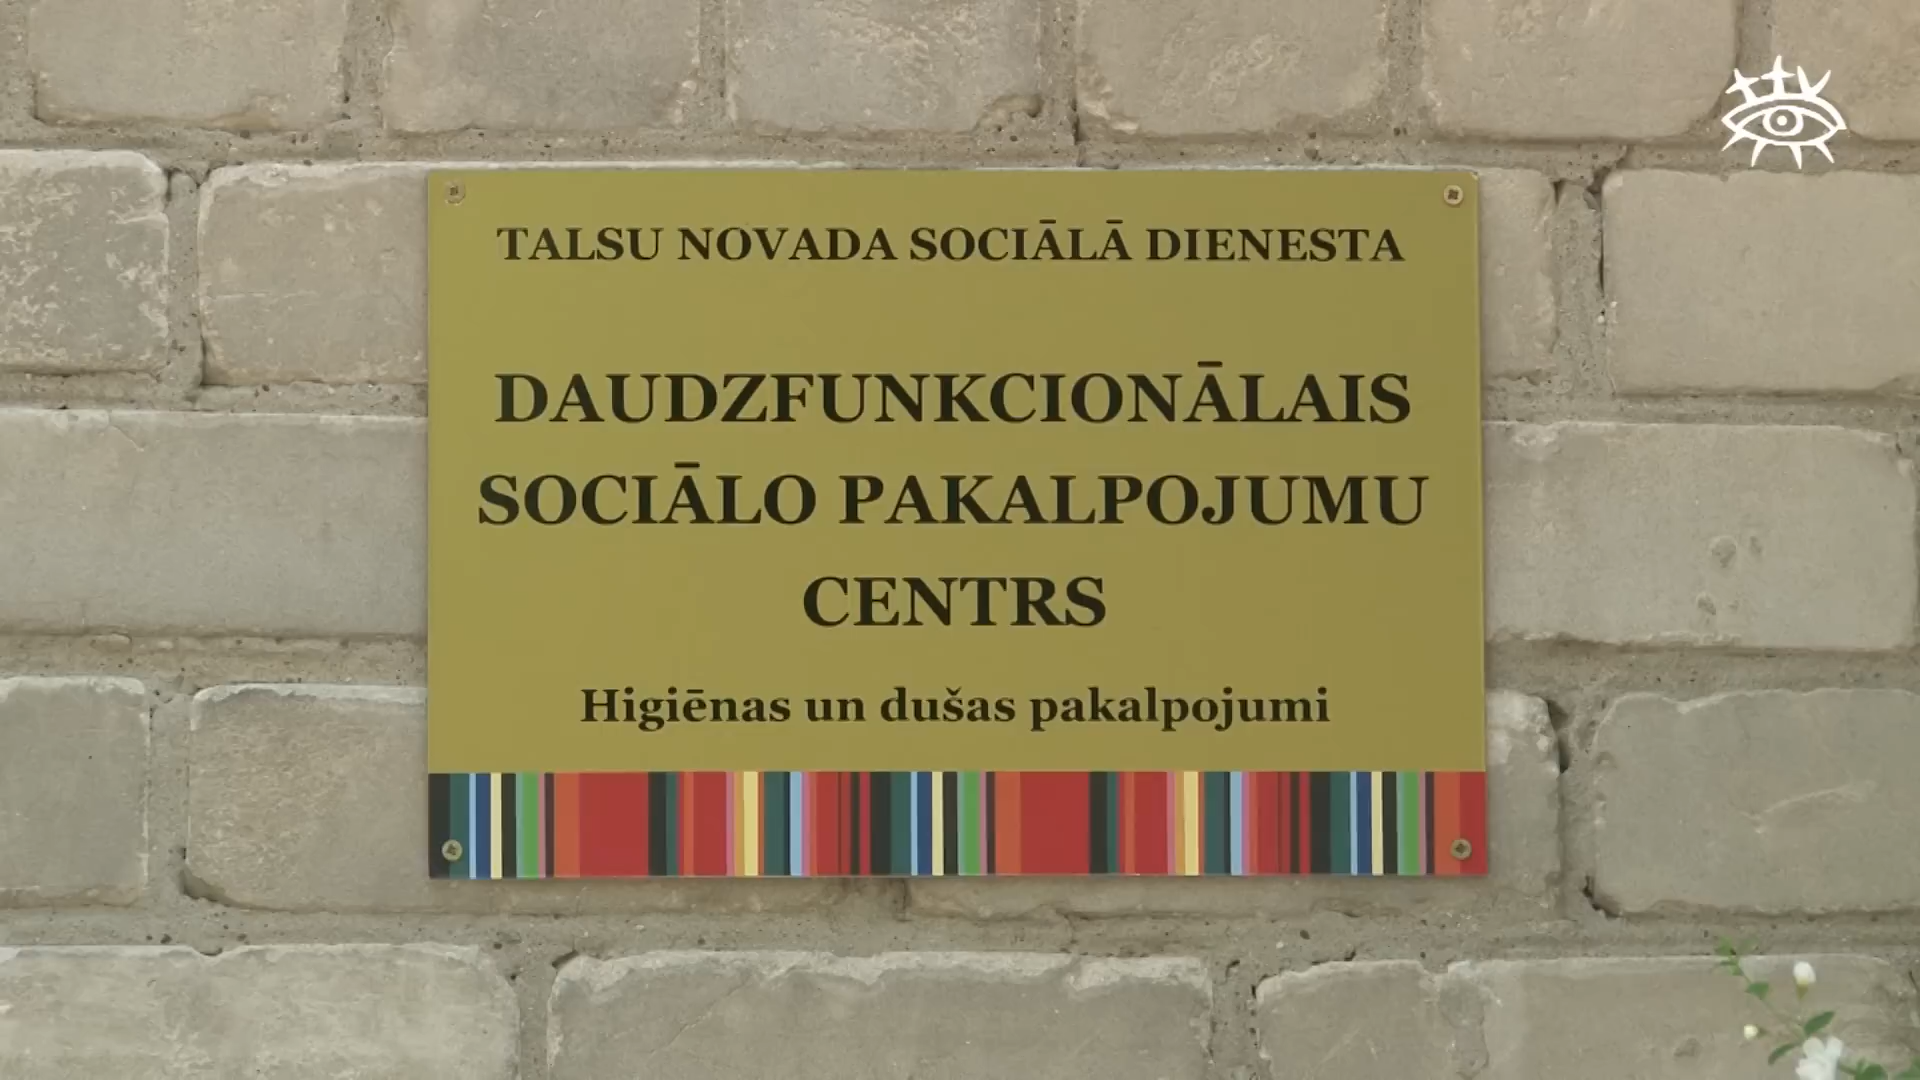 TALSU NOVADA SOCIĀLĀ DIENESTA
DAUDZFUNKCIONĀLAIS
SOCIĀLO PAKALPOJUMU
CENTRS
Higiēnas un dušas pakalpojumi